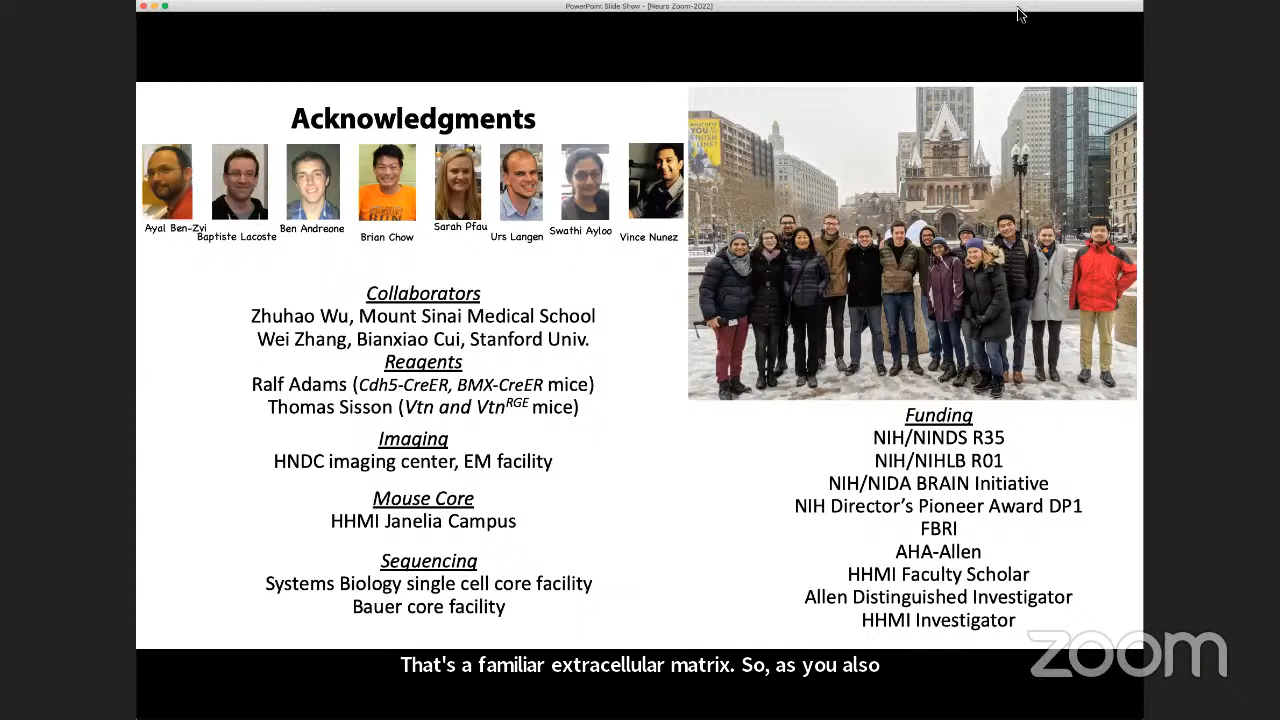 PowerPoint Slide Show - [Neuro Zoom-2022]
Acknowledgments
Ayal Ben-Zvi
Baptiste Lacoste
Ben Andreone
Brian Chow
Sarah Pfau
Urs Langen
Swathi Ayloo
Vince Nunez
Collaborators
Zhuhao Wu, Mount Sinai Medical School
Wei Zhang, Bianxiao Cui, Stanford Univ.
Reagents
Ralf Adams (Cdh5-CreER, BMX-CreER mice)
Thomas Sisson (Vtn and VtnRGE mice)
Imaging
HNDC imaging center, EM facility
Mouse Core
HHMI Janelia Campus
Sequencing
Systems Biology single cell core facility
Bauer core facility
WHAT GETS
YOU
FINISH
LINE?
Funding
NIH/NINDS R35
NIH/NIHLB R01
NIH/NIDA BRAIN Initiative
NIH Director's Pioneer Award DP1
FBRI
AHA-Allen
HHMI Faculty Scholar
Allen Distinguished Investigator
HHMI Investigator
zoom
That's a familiar extracellular matrix. So, as you also